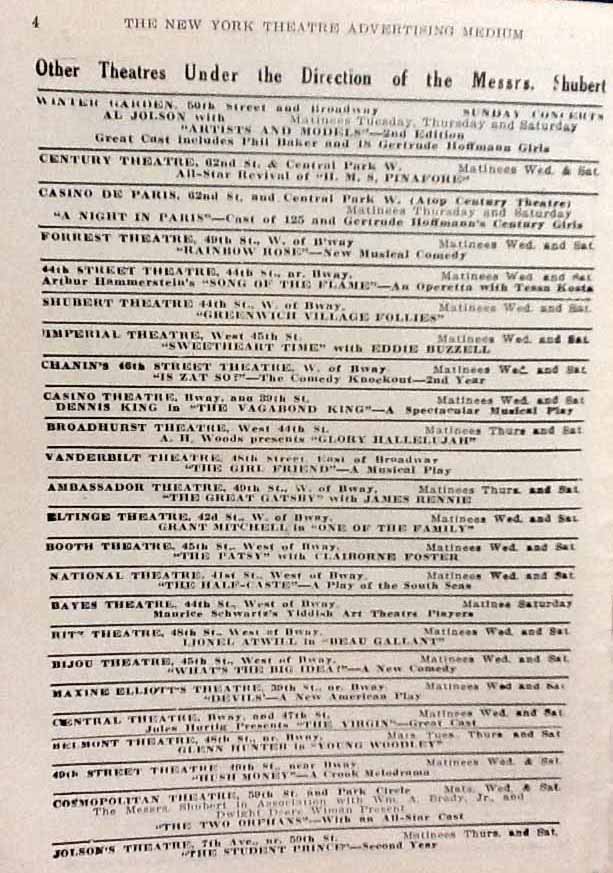 4 THE NEW YORK THEATRE ADVERTISING MEDIUM
Other Theatres Under the Direction of the Messrs. Shubert
WINTER GARDEN, 50th Street and Broadway SUNDAY CONCERTS
AL JOLSON with Matinees Tuesday, Thursday and Saturday
"ARTISTS AND MODELS"—2nd Edition
Great Cast includes Phil Baker and 18 Gertrude Hoffmann Girls
CENTURY THEATRE, 62nd St. & Central Park W. Matinees Wed. & Sat.
All-Star Revival of "H. M. S. PINAFORE"
CASINO DE PARIS, 62nd St. and Central Park W. (Atop Century Theatre)
Matinees Thursday and Saturday
"A NIGHT IN PARIS"—Cast of 125 and Gertrude Hoffmann's Century Girls
FORREST THEATRE, 49th St., W. of B'way Matinees Wed. and Sat.
"RAINBOW ROSE"—New Musical Comedy
44th STREET THEATRE, 44th St., nr. Bway. Matinees Wed and Sat.
Arthur Hammerstein's "SONG OF THE FLAME"—An Operetta with Tessa Kosta
SHUBERT THEATRE 44th St., W. of Bway. Matinees Wed. and Sat.
"GREENWICH VILLAGE FOLLIES"
IMPERIAL THEATRE, West 45th St. Matinees Wed. and Sat.
"SWEETHEART TIME" with EDDIE BUZZELL
CHANIN'S 46th STREET THEATRE, W. of Bway Matinees Wed. and Sat.
"IS ZAT SO?"—The Comedy Knockout—2nd Year
CASINO THEATRE, Bway. and 39th St. Matinees Wed and Sat
DENNIS KING in "THE VAGABOND KING"—A Spectacular Musical Play
BROADHURST THEATRE, West 44th St. Matinees Thurs and Sat
A. H. Woods presents "GLORY HALLELUJAH"
VANDERBILT THEATRE, 48th Street East of Broadway
"THE GIRL FRIEND"—A Musical Play
AMBASSADOR THEATRE, 49th St., W. of Bway. Matinees Thurs. and Sat.
"THE GREAT GATSBY" with JAMES RENNIE
ELTINGE THEATRE, 42d St., W. of Bway. Matinees Wed. and Sat.
GRANT MITCHELL in "ONE OF THE FAMILY"
BOOTH THEATRE, 45th St., West of Bway. Matinees Wed. and Sat.
"THE PATSY" with CLAIBORNE FOSTER
NATIONAL THEATRE, 41st St., West of Bway. Matinees Wed. and Sat.
"THE HALF-CASTE"—A Play of the South Seas
BAYES THEATRE, 44th St., West of Bway. Matinee Saturday
Maurice Schwartz's Yiddish Art Theatre Players
RITZ THEATRE, 48th St., West of Bway Matinees Wed. and Sat.
LIONEL ATWILL in "BEAU GALLANT"
BIJOU THEATRE, 45th St., West of Bway Matinees Wed. and Sat.
"WHAT'S THE BIG IDEA?"—A New Comedy
MAXINE ELLIOTT'S THEATRE, 39th St., nr. Bway. Matinees Wed and Sat
"DEVILS"—A New American Play
CENTRAL THEATRE, Bway. and 47th St. Matinees Wed. and Sat.
Jules Hurtig Presents "THE VIRGIN"—Great Cast
BELMONT THEATRE, 48th St., nr. Bway. Mats. Tues. Thurs and Sat
GLENN HUNTER in "YOUNG WOODLEY"
49th STREET THEATRE 49th St., near Bway Matinees Wed. & Sat.
"HUSH MONEY"—A Crook Melodrama
COSMOPOLITAN THEATRE, 59th St. and Park Circle Mats. Wed. & Sat.
The Messrs. Shubert in Association with Wm. A. Brady, Jr., and
Dwight Deere Wiman Present
"THE TWO ORPHANS"—With an All-Star Cast
JOLSON'S THEATRE, 7th Ave., nr. 59th St. Matinees Thurs. and Sat.
"THE STUDENT PRINCE"—Second Year